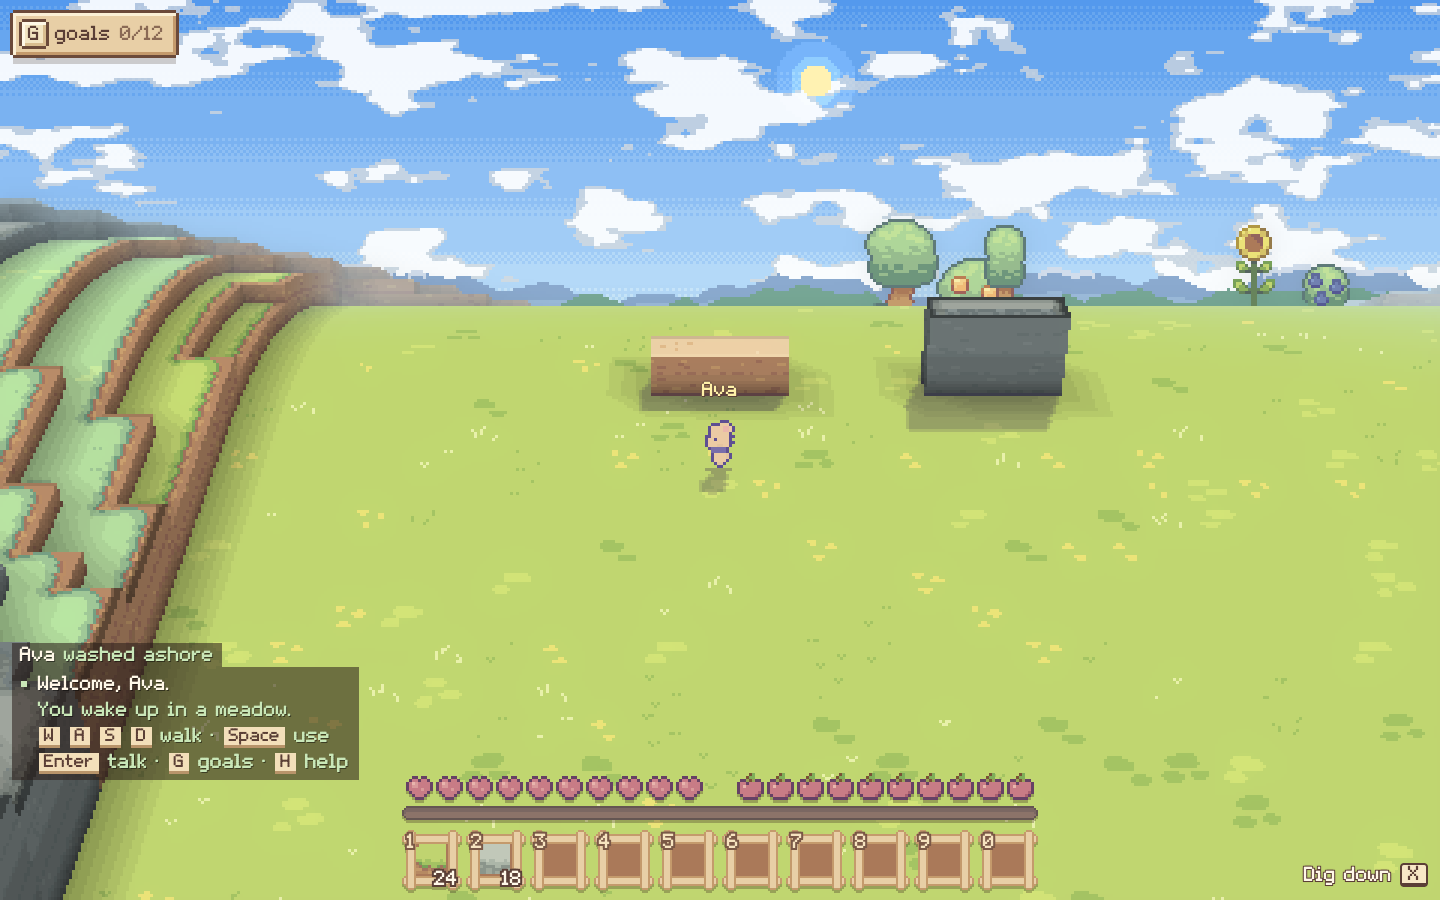 G goals 0/12
Ava
Ava washed ashore
Welcome, Ava.
You wake up in a meadow.
W A S D walk · Space use
Enter talk · G goals · H help
1 2 3 4 5 6 7 8 9 0
24 18
Dig down X